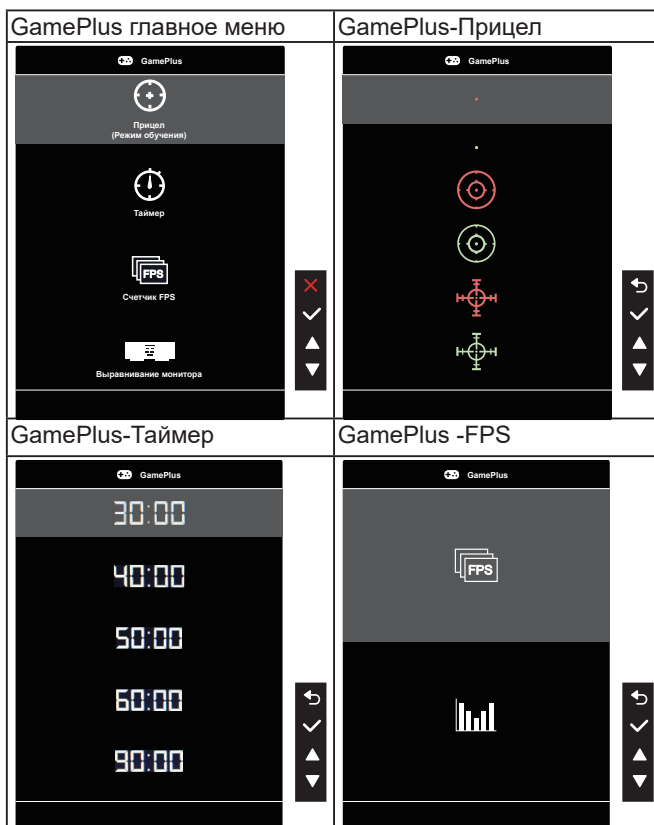 GamePlus главное меню
GamePlus-Прицел
GamePlus
Прицел
(Режим обучения)
Таймер
FPS
Счетчик FPS
Выравнивание монитора
GamePlus
GamePlus-Таймер
GamePlus -FPS
GamePlus
30:00
40:00
50:00
60:00
90:00
GamePlus
FPS